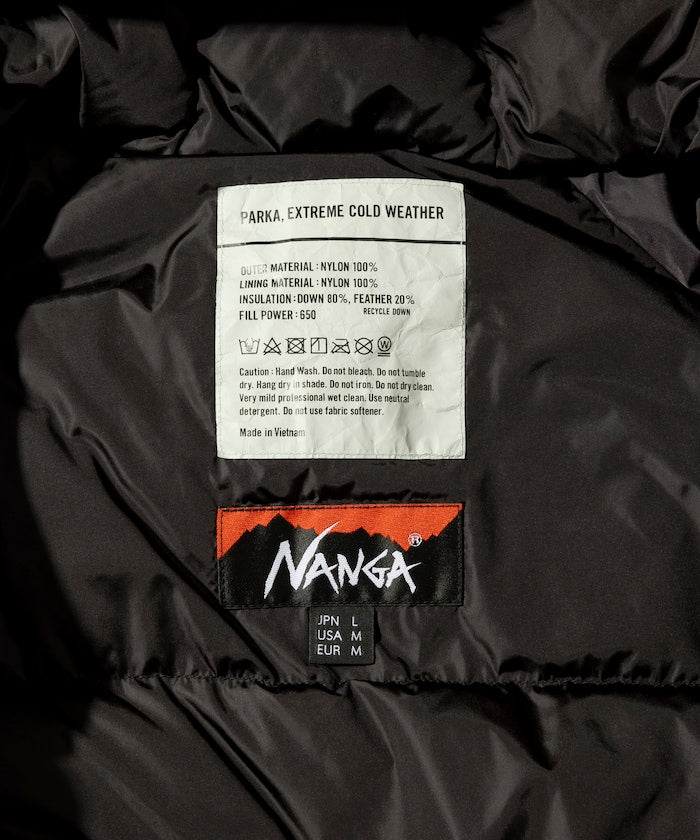 PARKA, EXTREME COLD WEATHER
OUTER MATERIAL : NYLON 100%
LINING MATERIAL : NYLON 100%
INSULATION : DOWN 80%, FEATHER 20%
FILL POWER : 650 RECYCLE DOWN
W
Caution : Hand Wash. Do not bleach. Do not tumble
dry. Hang dry in shade. Do not iron. Do not dry clean.
Very mild professional wet clean. Use neutral
detergent. Do not use fabric softener.
Made in Vietnam
NANGA®
JPN L
USA M
EUR M